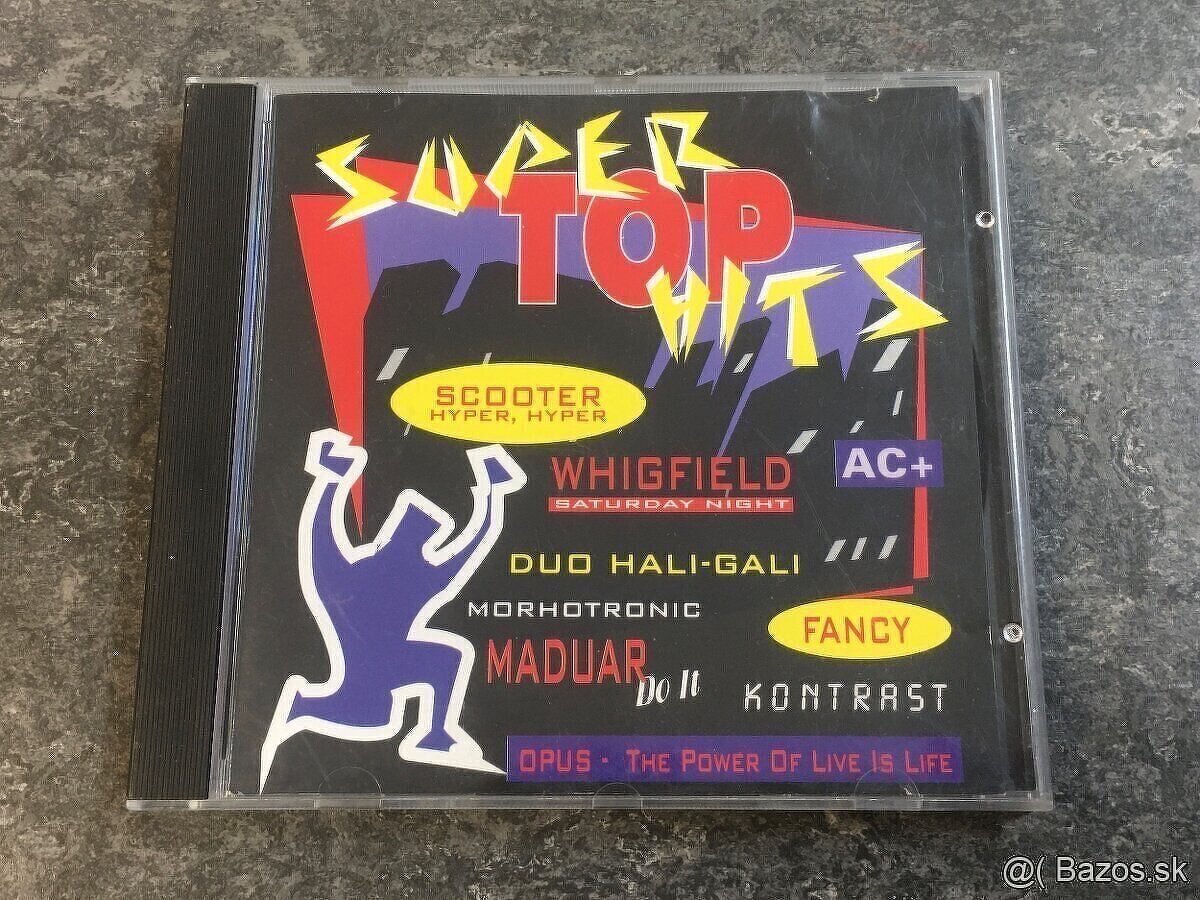 SUPER
TOP
HITS
SCOOTER
HYPER, HYPER
WHIGFIELD
SATURDAY NIGHT
AC+
DUO HALI-GALI
MORHOTRONIC
FANCY
MADUAR
Do It
KONTRAST
OPUS - THE POWER OF LIVE IS LIFE
@( Bazos.sk